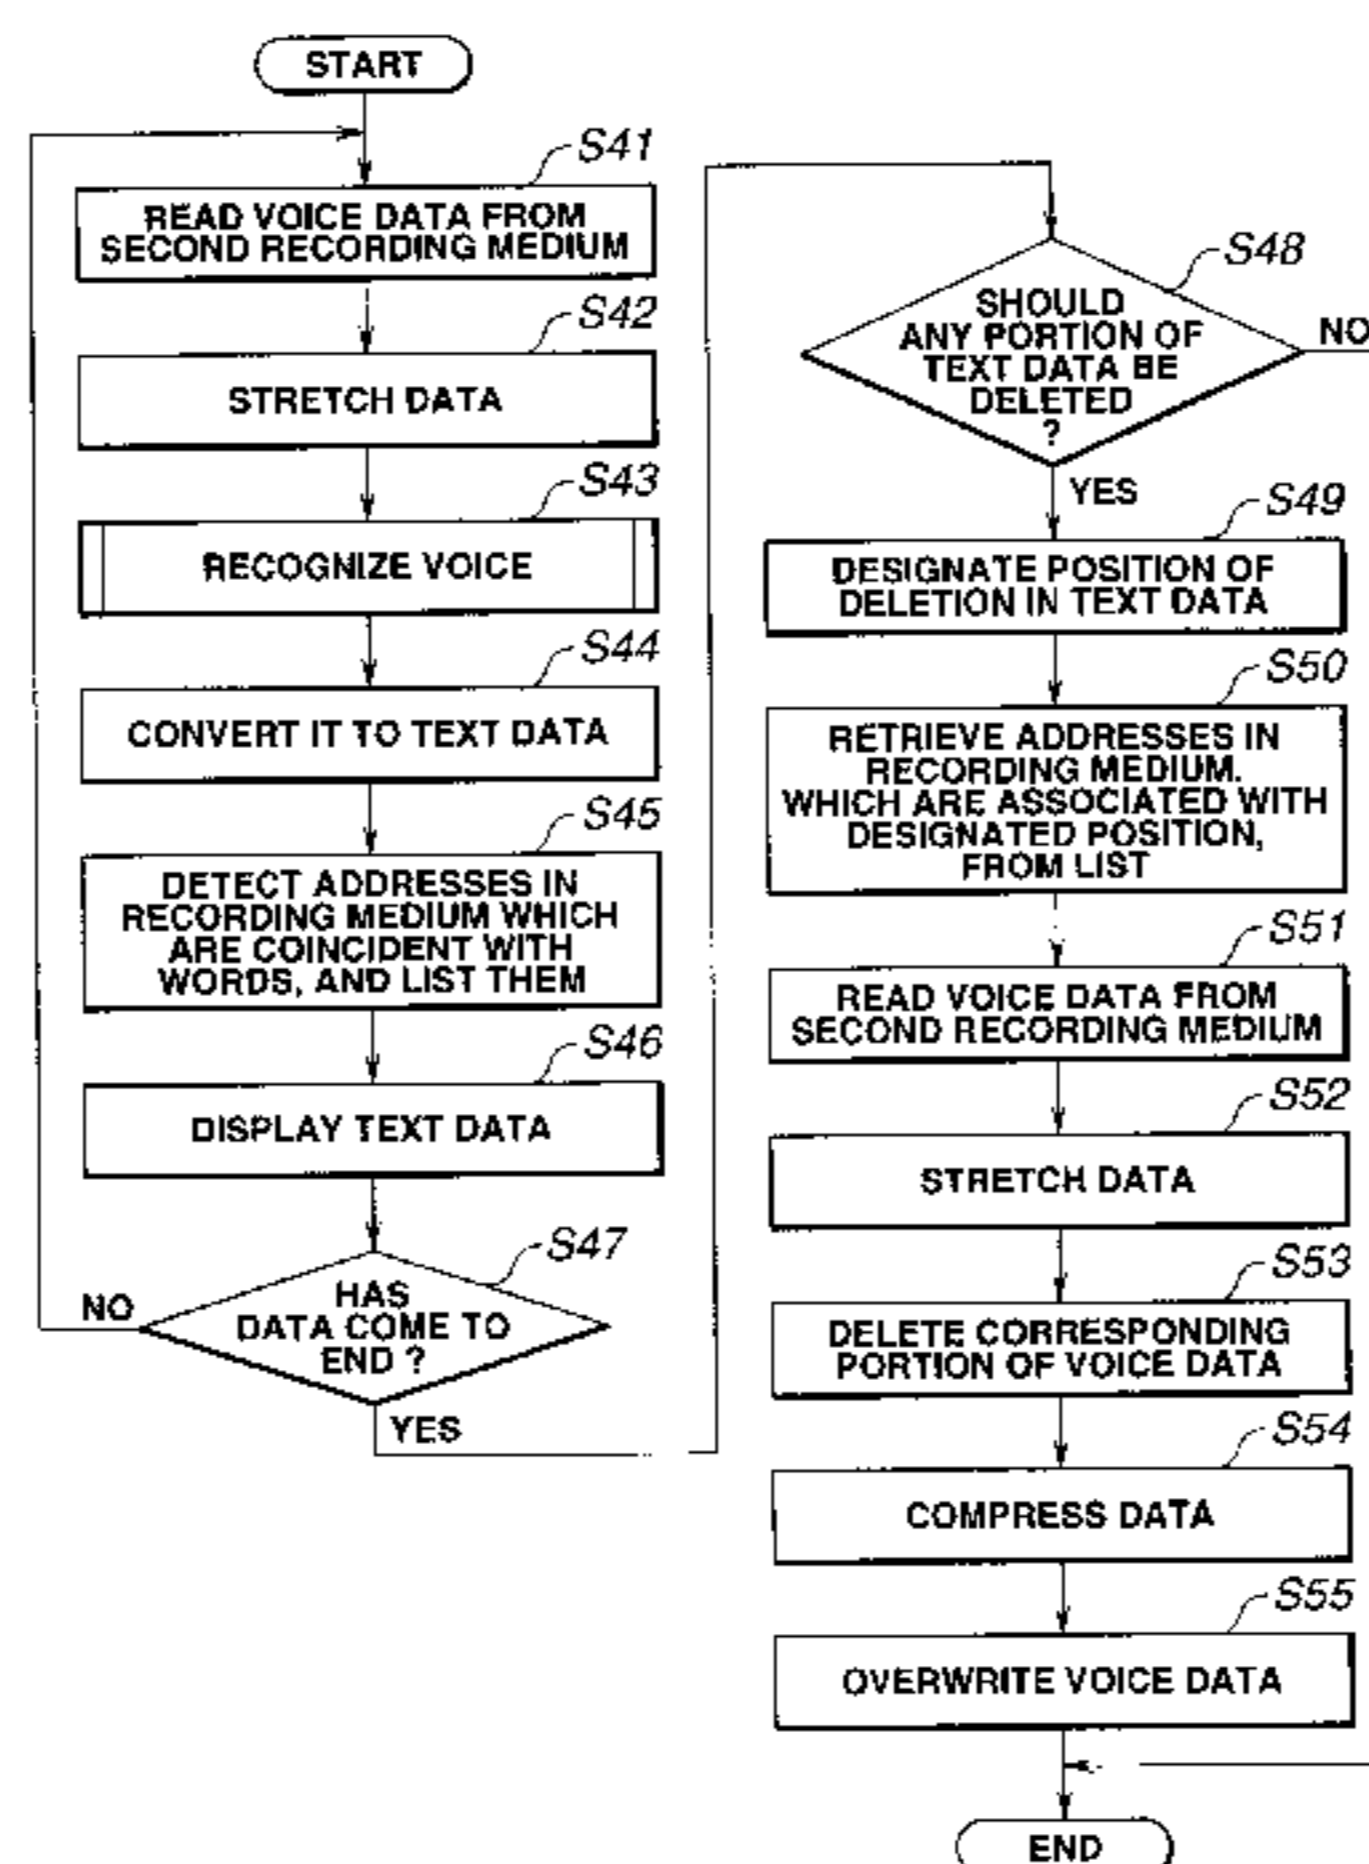 START
S41
READ VOICE DATA FROM
SECOND RECORDING MEDIUM
S42
STRETCH DATA
S43
RECOGNIZE VOICE
S44
CONVERT IT TO TEXT DATA
S45
DETECT ADDRESSES IN
RECORDING MEDIUM WHICH
ARE COINCIDENT WITH
WORDS, AND LIST THEM
S46
DISPLAY TEXT DATA
S47
HAS
DATA COME TO
END ?
NO
YES
S48
SHOULD
ANY PORTION OF
TEXT DATA BE
DELETED
?
NO
YES
S49
DESIGNATE POSITION OF
DELETION IN TEXT DATA
S50
RETRIEVE ADDRESSES IN
RECORDING MEDIUM.
WHICH ARE ASSOCIATED WITH
DESIGNATED POSITION,
FROM LIST
S51
READ VOICE DATA FROM
SECOND RECORDING MEDIUM
S52
STRETCH DATA
S53
DELETE CORRESPONDING
PORTION OF VOICE DATA
S54
COMPRESS DATA
S55
OVERWRITE VOICE DATA
END